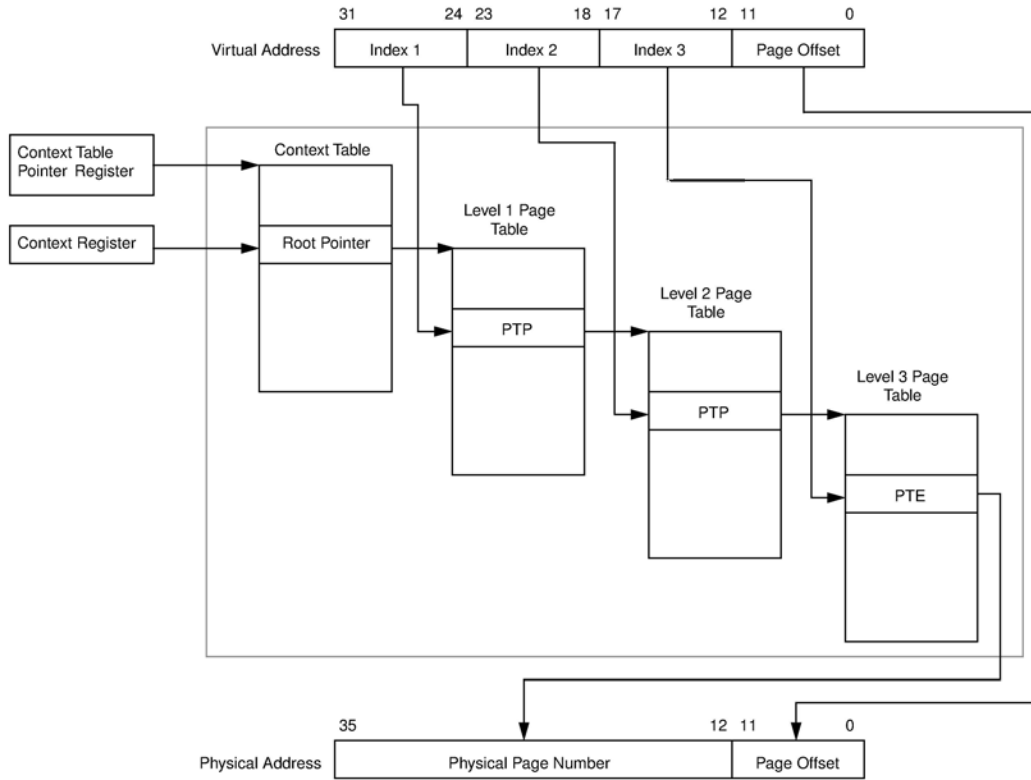 31 24 23 18 17 12 11 0
Virtual Address Index 1 Index 2 Index 3 Page Offset
Context Table
Pointer Register
Context Table
Context Register
Root Pointer
Level 1 Page
Table
PTP
Level 2 Page
Table
PTP
Level 3 Page
Table
PTE
35 12 11 0
Physical Address Physical Page Number Page Offset